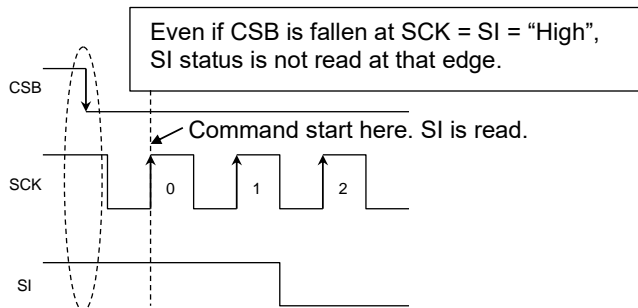 Even if CSB is fallen at SCK = SI = “High”,
SI status is not read at that edge.
CSB
Command start here. SI is read.
SCK
0 1 2
SI